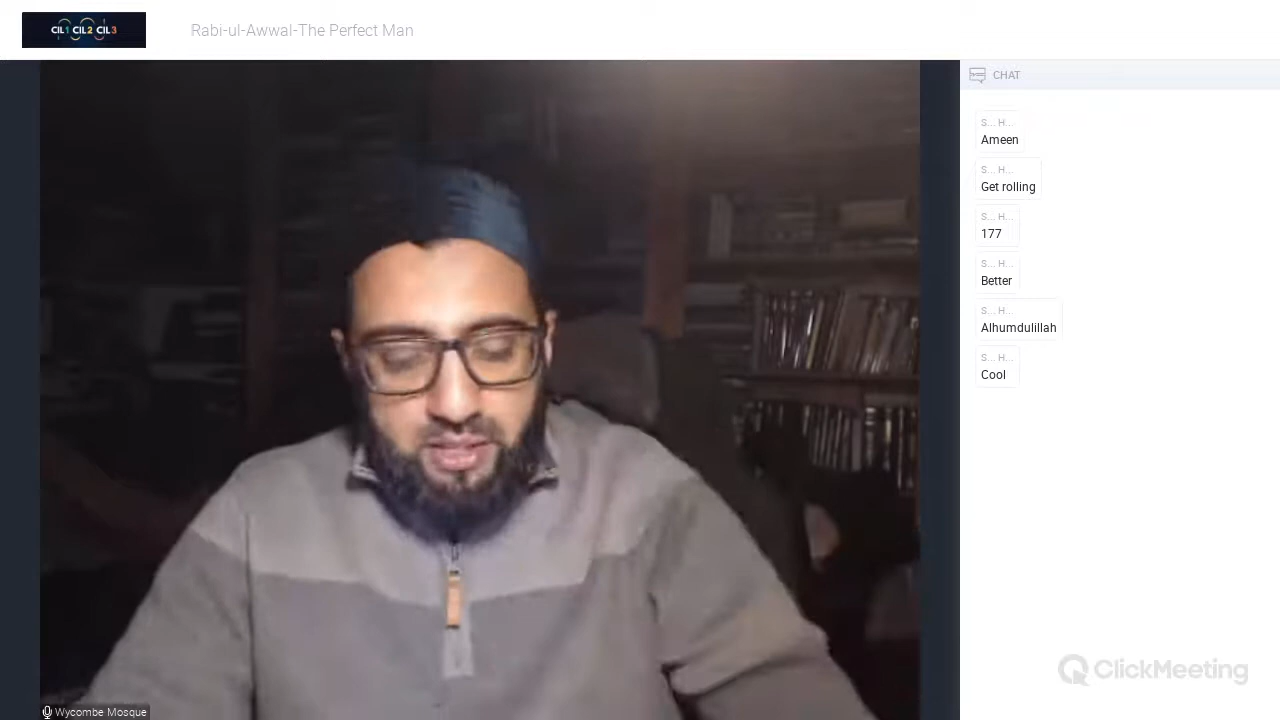 CIL1 CIL2 CIL3
Rabi-ul-Awwal-The Perfect Man
CHAT
S... H...
Ameen
S... H...
Get rolling
S... H...
177
S... H...
Better
S... H...
Alhumdulillah
S... H...
Cool
ClickMeeting
Wycombe Mosque